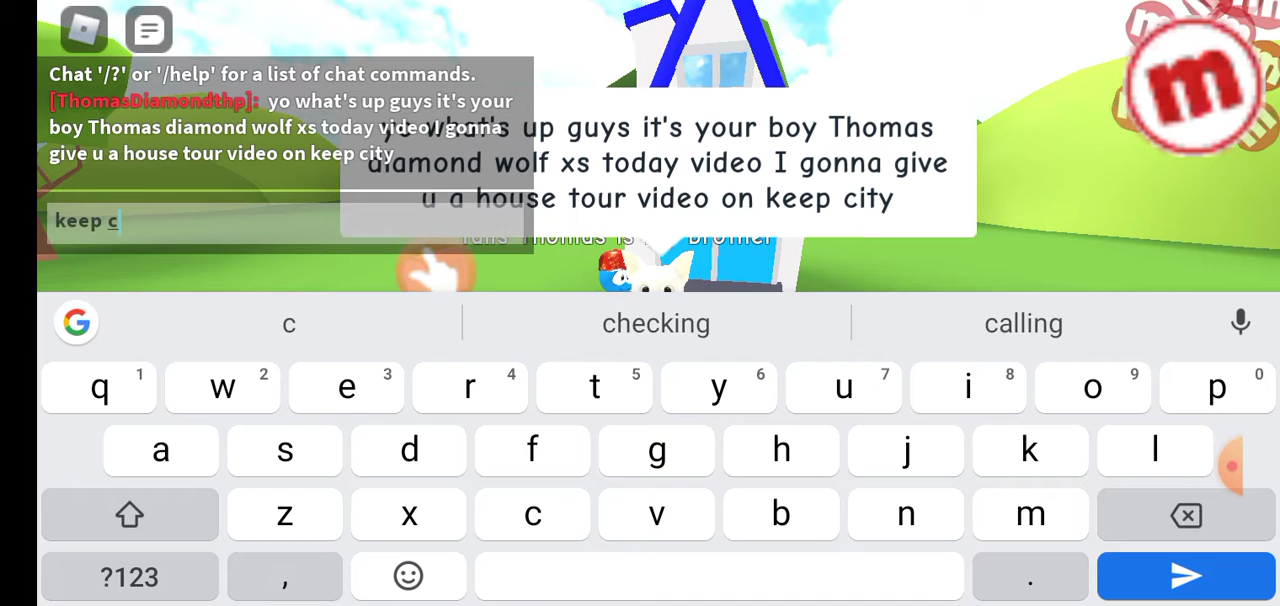 Chat '/?' or '/help' for a list of chat commands.
[ThomasDiamondthp]: yo what's up guys it's your
boy Thomas diamond wolf xs today video I gonna
give u a house tour video on keep city
keep c
yo what's up guys it's your boy Thomas
diamond wolf xs today video I gonna give
u a house tour video on keep city
Thomas is brother
m
c checking calling
q 1 w 2 e 3 r 4 t 5 y 6 u 7 i 8 o 9 p 0
a s d f g h j k l
z x c v b n m
?123 , .